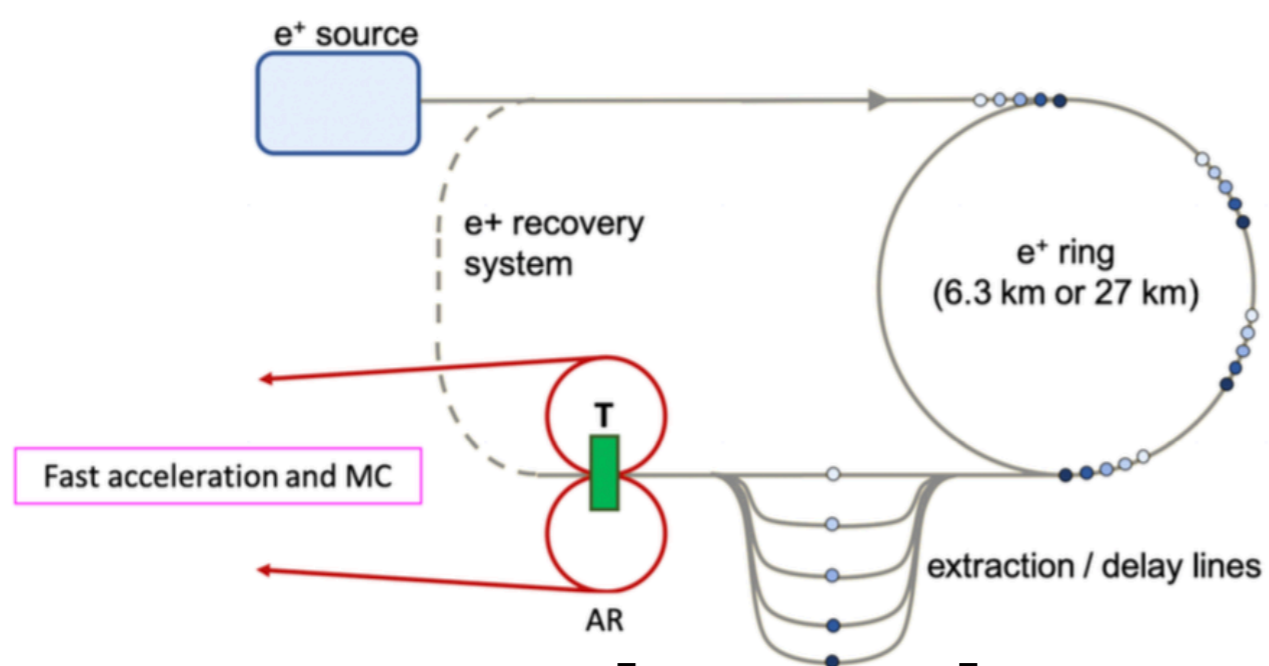 e⁺ source
e+ recovery
system
e⁺ ring
(6.3 km or 27 km)
T
Fast acceleration and MC
extraction / delay lines
AR